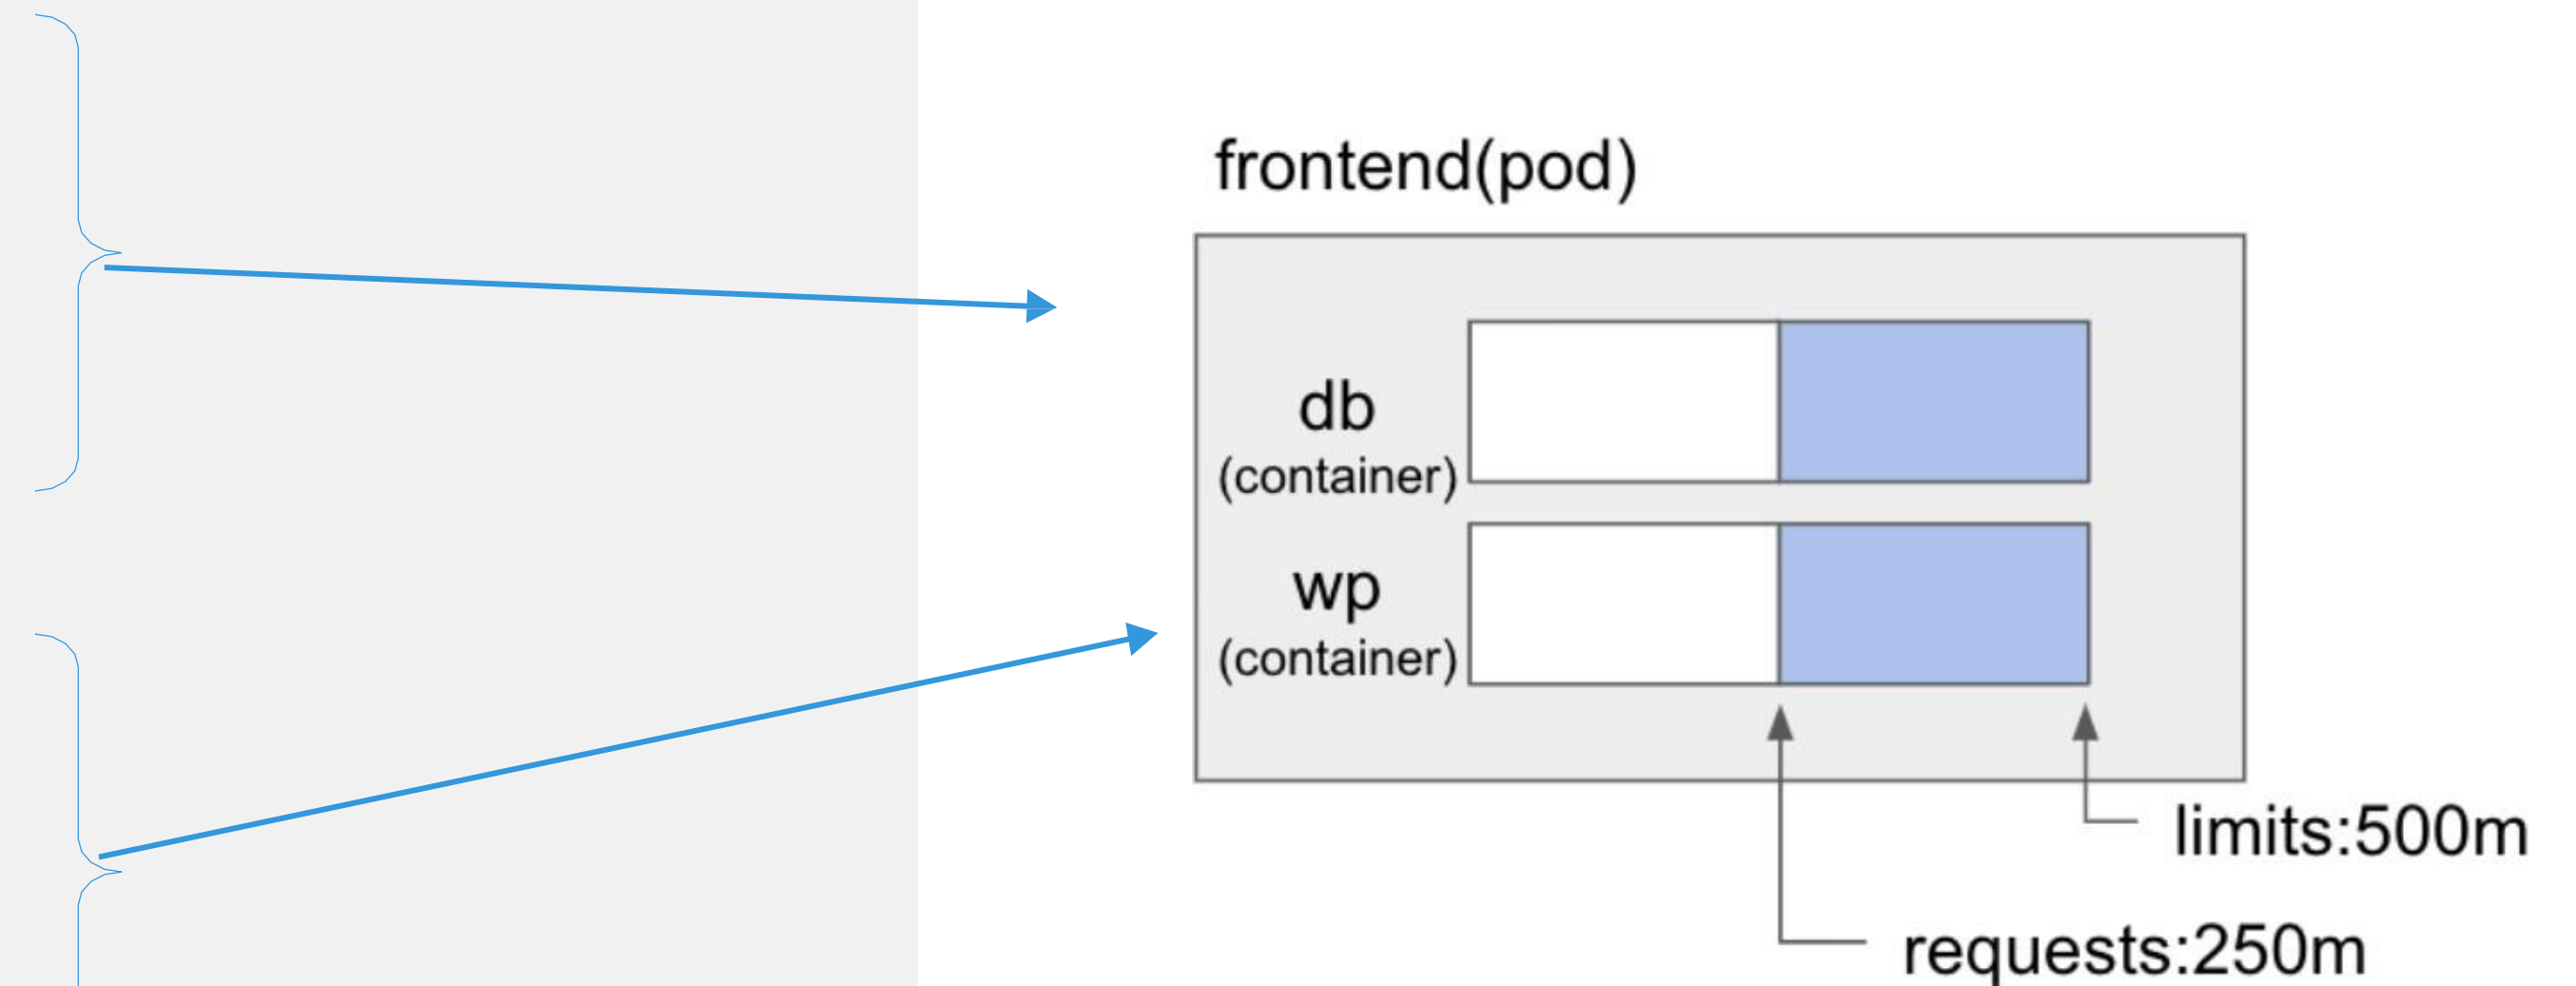 frontend(pod)
db
(container)
wp
(container)
limits:500m
requests:250m